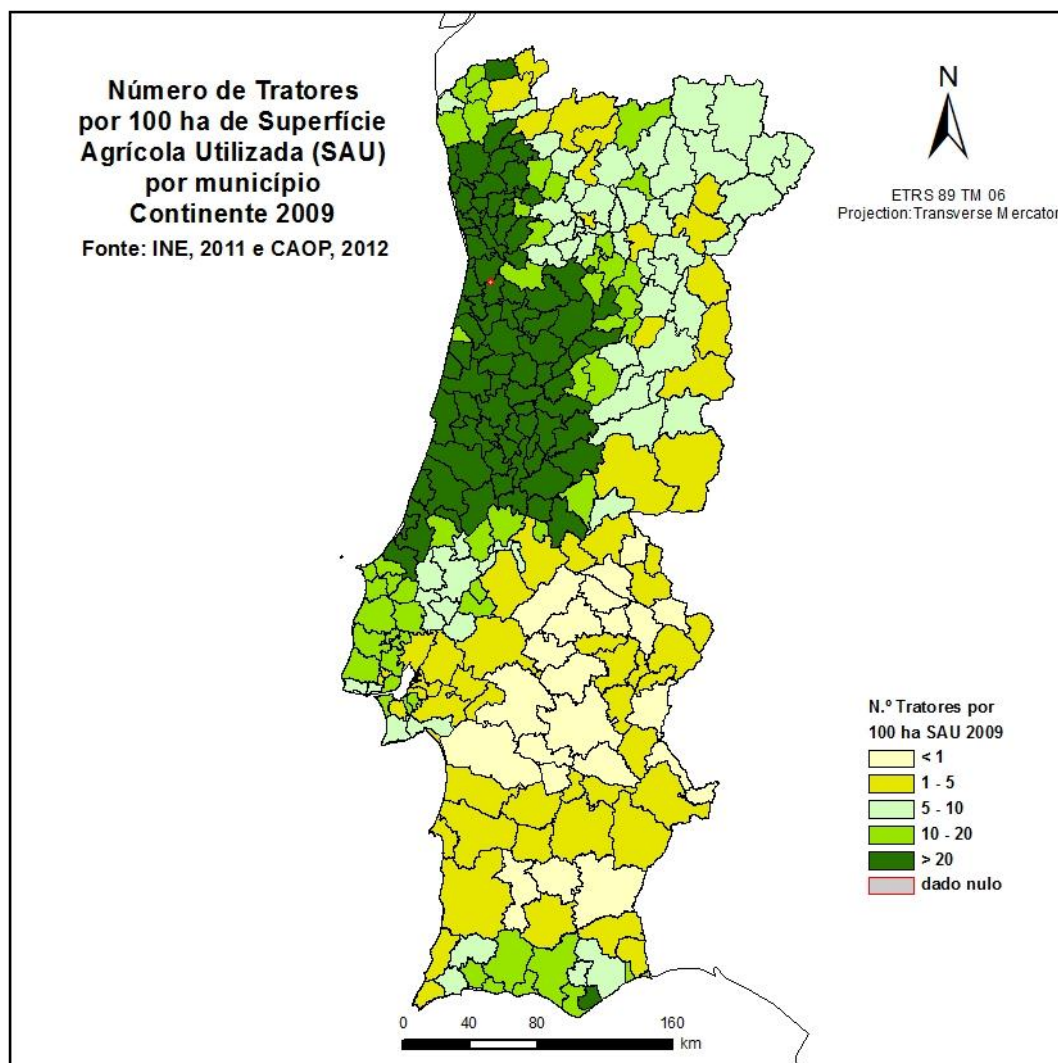 Número de Tratores
por 100 ha de Superfície
Agrícola Utilizada (SAU)
por município
Continente 2009
Fonte: INE, 2011 e CAOP, 2012
N
ETRS 89 TM 06
Projection: Transverse Mercator
N.º Tratores por
100 ha SAU 2009
< 1
1 - 5
5 - 10
10 - 20
> 20
dado nulo
0 40 80 160
km